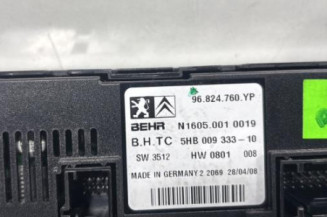 96.824.760.YP
BEHR N1605.001 0019
B.H.TC 5HB 009 333-10
SW 3512 HW 0801 008
MADE IN GERMANY 2 2069 28/04/08